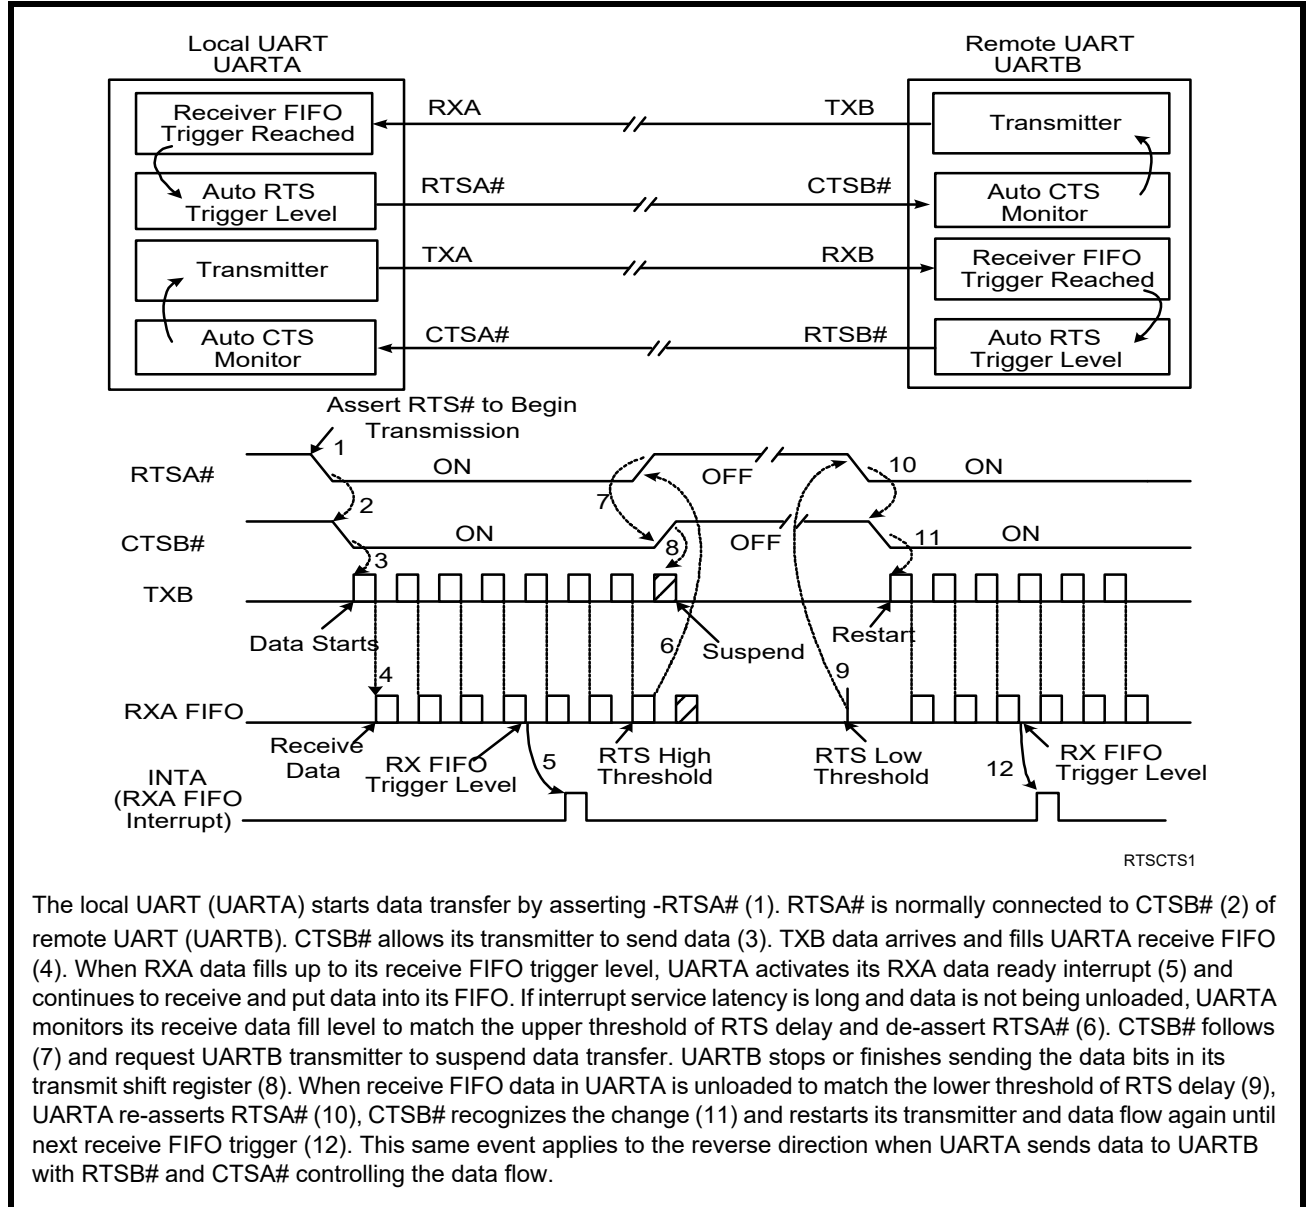 Local UART
UARTA
Remote UART
UARTB
Receiver FIFO
Trigger Reached
RXA
TXB
Transmitter
Auto RTS
Trigger Level
RTSA#
CTSB#
Auto CTS
Monitor
Transmitter
TXA
RXB
Receiver FIFO
Trigger Reached
Auto CTS
Monitor
CTSA#
RTSB#
Auto RTS
Trigger Level
Assert RTS# to Begin
Transmission
1
RTSA#
ON
OFF
10
ON
2
7
CTSB#
ON
8
OFF
11
ON
3
TXB
Data Starts
6
Suspend
Restart
4
9
RXA FIFO
Receive
Data
RX FIFO
Trigger Level
5
RTS High
Threshold
RTS Low
Threshold
12
RX FIFO
Trigger Level
INTA
(RXA FIFO
Interrupt)
RTSCTS1
The local UART (UARTA) starts data transfer by asserting -RTSA# (1). RTSA# is normally connected to CTSB# (2) of
remote UART (UARTB). CTSB# allows its transmitter to send data (3). TXB data arrives and fills UARTA receive FIFO
(4). When RXA data fills up to its receive FIFO trigger level, UARTA activates its RXA data ready interrupt (5) and
continues to receive and put data into its FIFO. If interrupt service latency is long and data is not being unloaded, UARTA
monitors its receive data fill level to match the upper threshold of RTS delay and de-assert RTSA# (6). CTSB# follows
(7) and request UARTB transmitter to suspend data transfer. UARTB stops or finishes sending the data bits in its
transmit shift register (8). When receive FIFO data in UARTA is unloaded to match the lower threshold of RTS delay (9),
UARTA re-asserts RTSA# (10), CTSB# recognizes the change (11) and restarts its transmitter and data flow again until
next receive FIFO trigger (12). This same event applies to the reverse direction when UARTA sends data to UARTB
with RTSB# and CTSA# controlling the data flow.